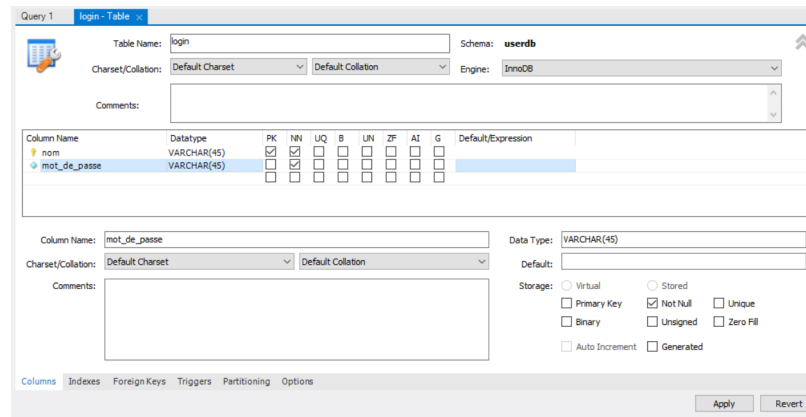 Query 1 login - Table ×
Table Name: login Schema: userdb
Charset/Collation: Default Charset Default Collation Engine: InnoDB
Comments:
Column Name Datatype PK NN UQ B UN ZF AI G Default/Expression
nom VARCHAR(45)
mot_de_passe VARCHAR(45)
Column Name: mot_de_passe Data Type: VARCHAR(45)
Charset/Collation: Default Charset Default Collation Default:
Comments: Storage: Virtual Stored
Primary Key Not Null Unique
Binary Unsigned Zero Fill
Auto Increment Generated
Columns Indexes Foreign Keys Triggers Partitioning Options
Apply Revert